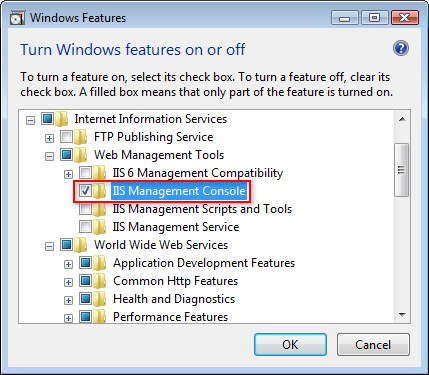 Windows Features
Turn Windows features on or off
To turn a feature on, select its check box. To turn a feature off, clear its
check box. A filled box means that only part of the feature is turned on.
Internet Information Services
FTP Publishing Service
Web Management Tools
IIS 6 Management Compatibility
IIS Management Console
IIS Management Scripts and Tools
IIS Management Service
World Wide Web Services
Application Development Features
Common Http Features
Health and Diagnostics
Performance Features
OK
Cancel